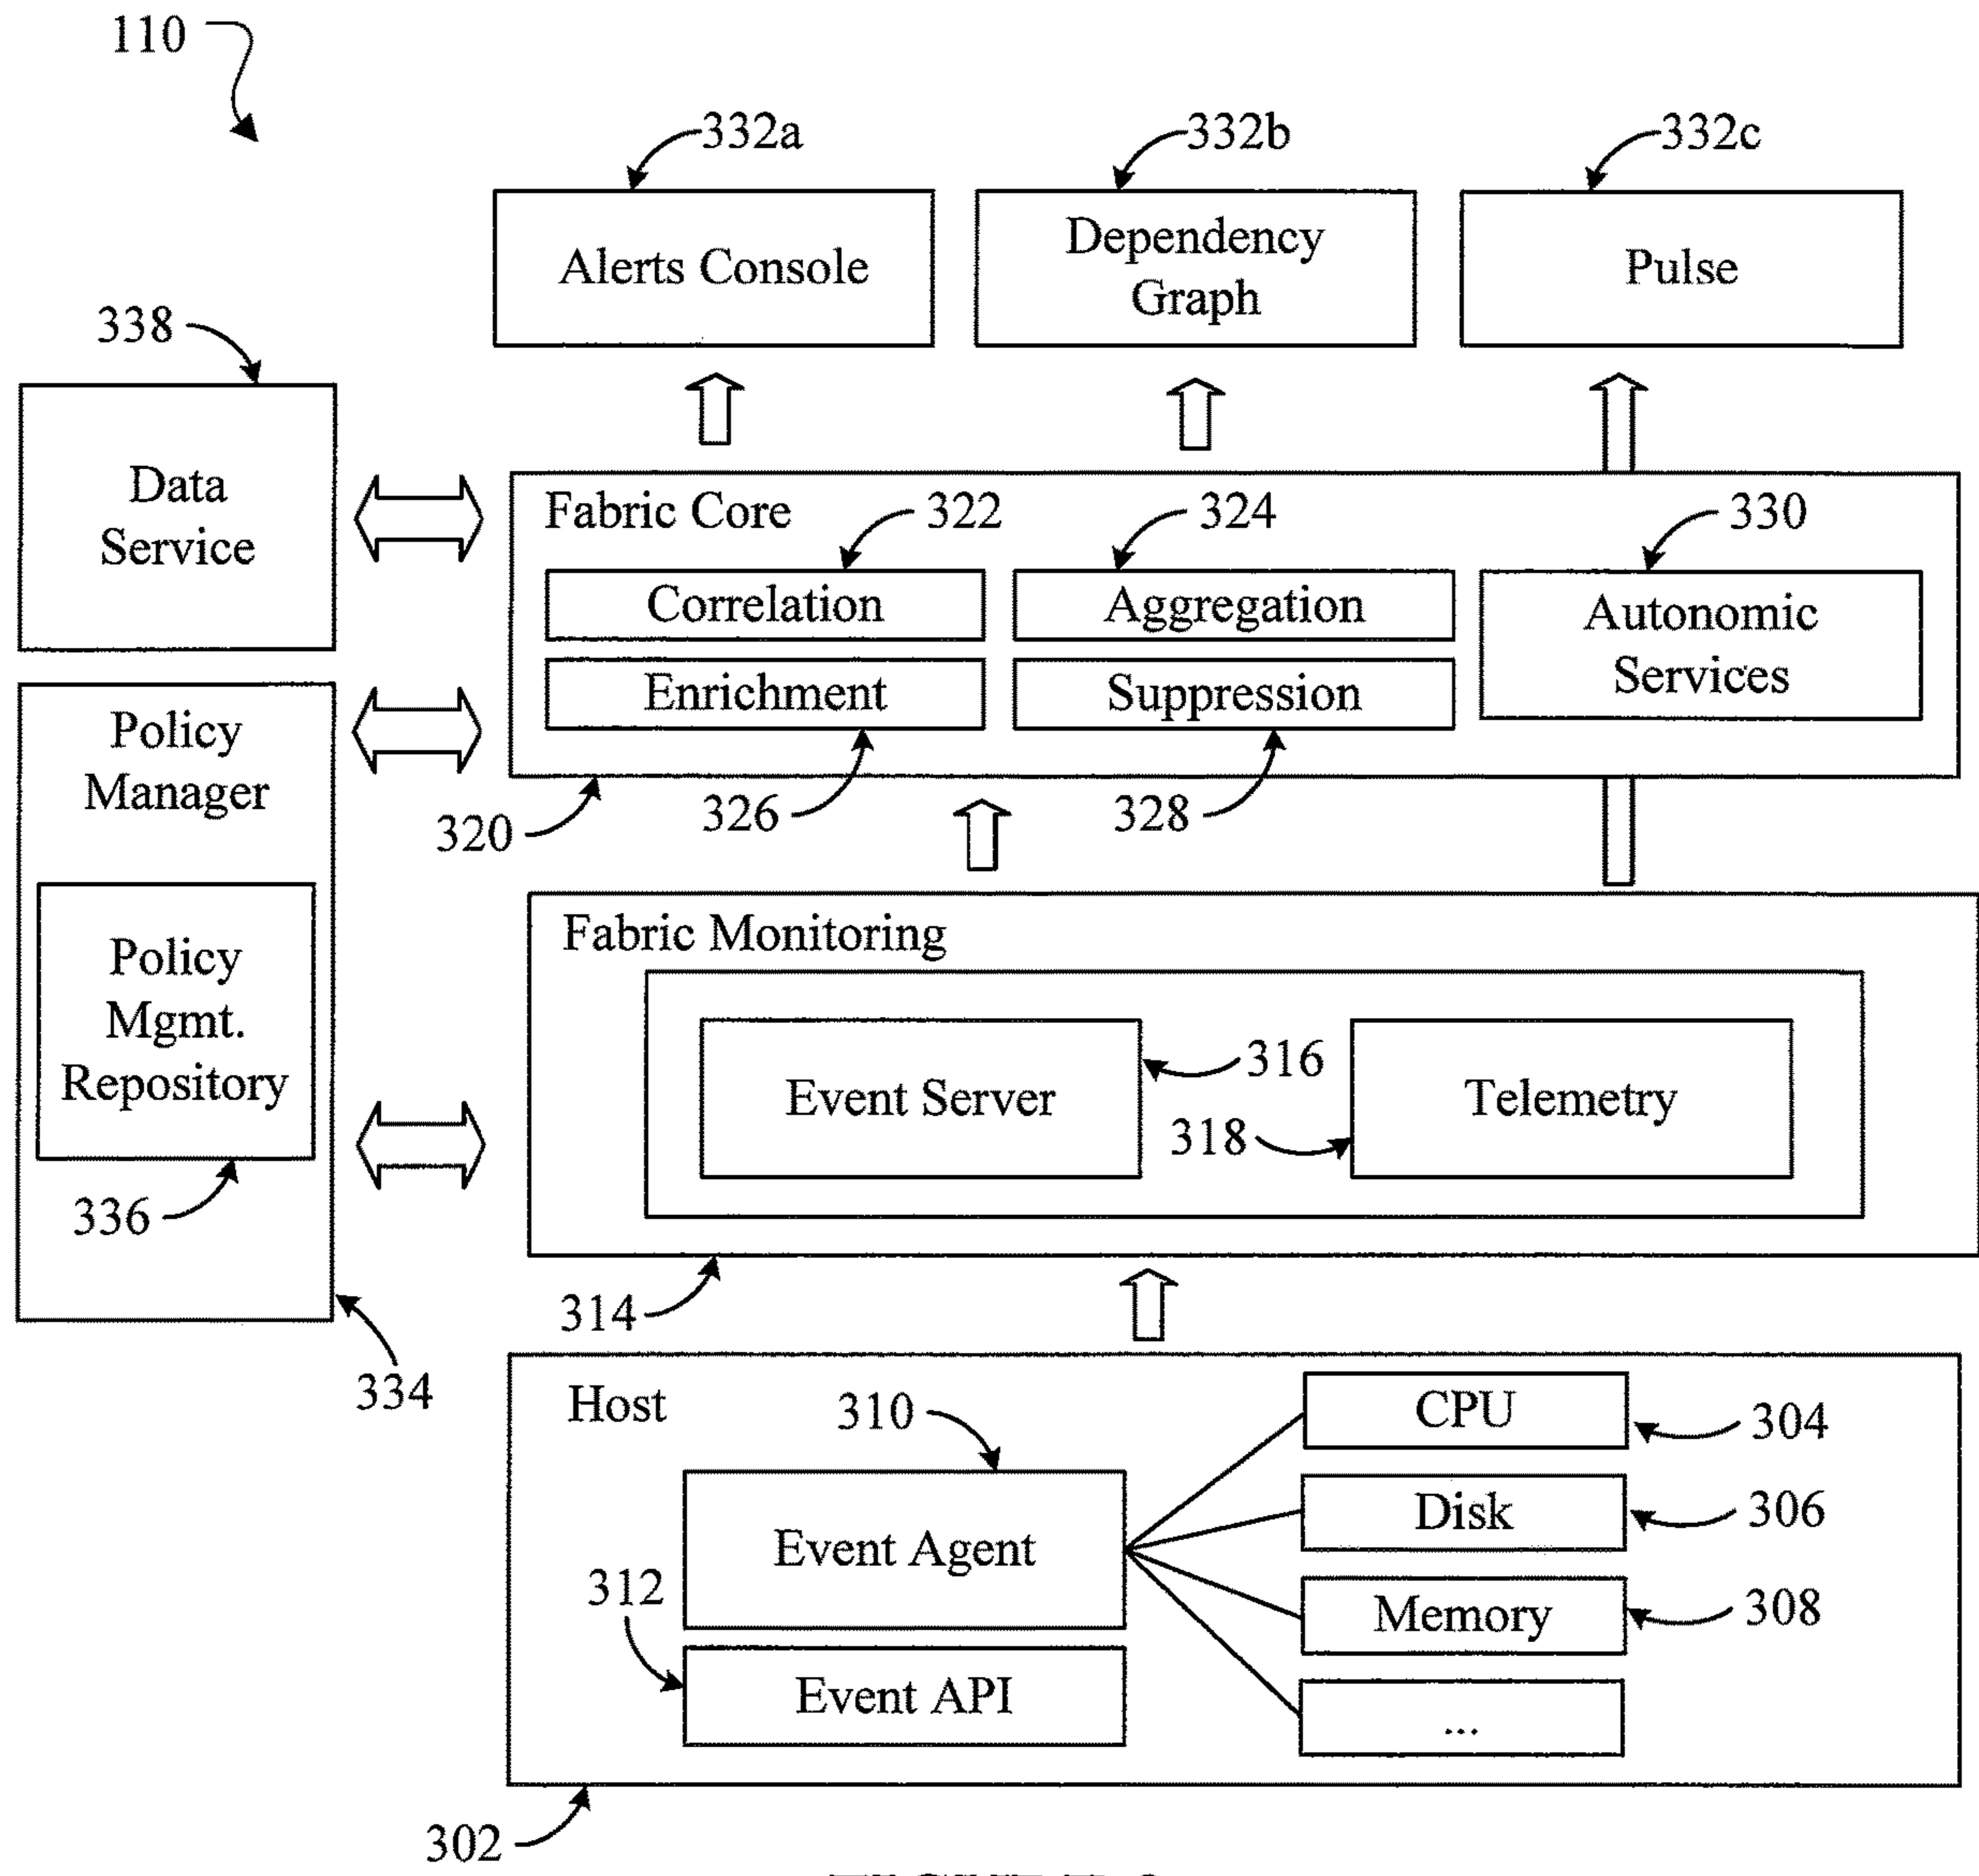 110
332a
332b
332c
Alerts Console
Dependency
Graph
Pulse
338
Data
Service
Fabric Core
322
324
330
Correlation
Aggregation
Autonomic
Services
Enrichment
Suppression
Policy
Manager
320
326
328
Policy
Mgmt.
Repository
336
334
Fabric Monitoring
Event Server
316
318
Telemetry
314
Host
310
CPU
304
Event Agent
Disk
306
312
Memory
308
Event API
...
302